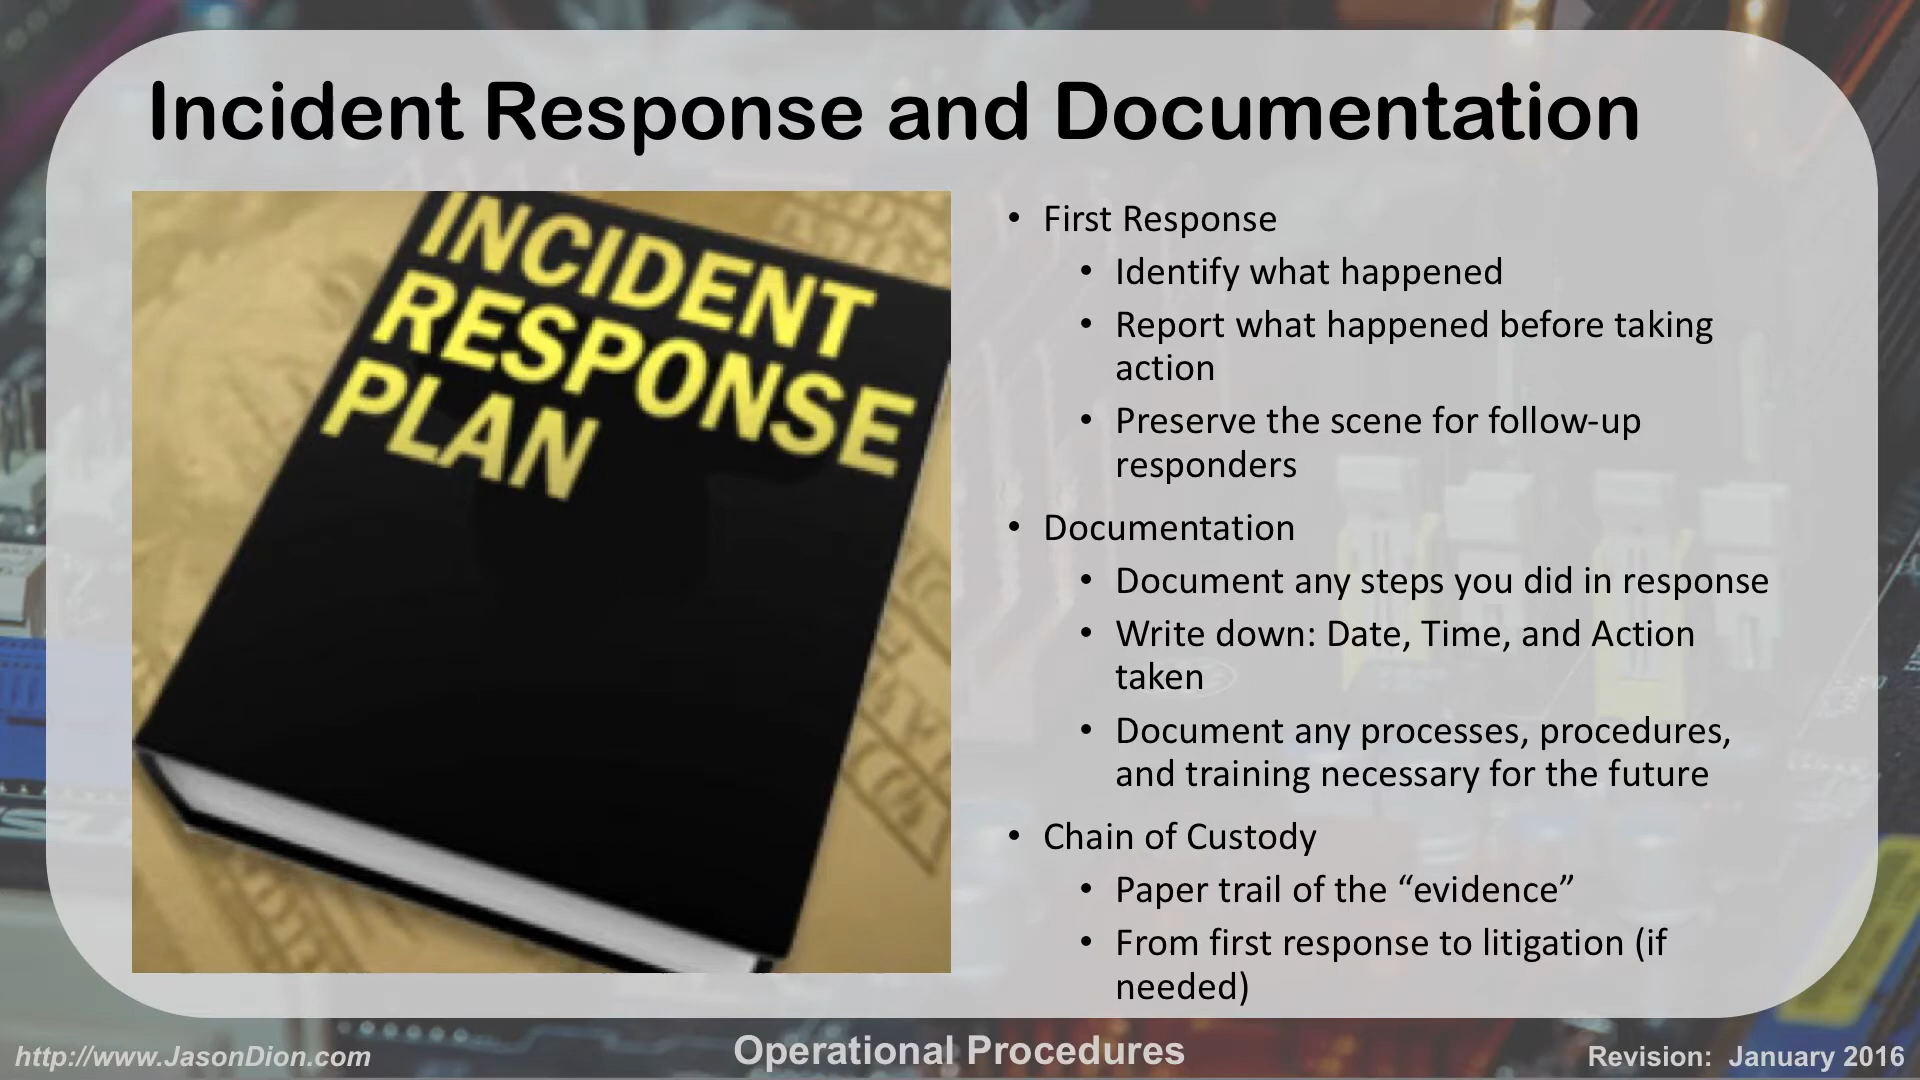 Incident Response and Documentation
INCIDENT
RESPONSE
PLAN
• First Response
• Identify what happened
• Report what happened before taking
action
• Preserve the scene for follow-up
responders
• Documentation
• Document any steps you did in response
• Write down: Date, Time, and Action
taken
• Document any processes, procedures,
and training necessary for the future
• Chain of Custody
• Paper trail of the “evidence”
• From first response to litigation (if
needed)
http://www.JasonDion.com
Operational Procedures
Revision: January 2016